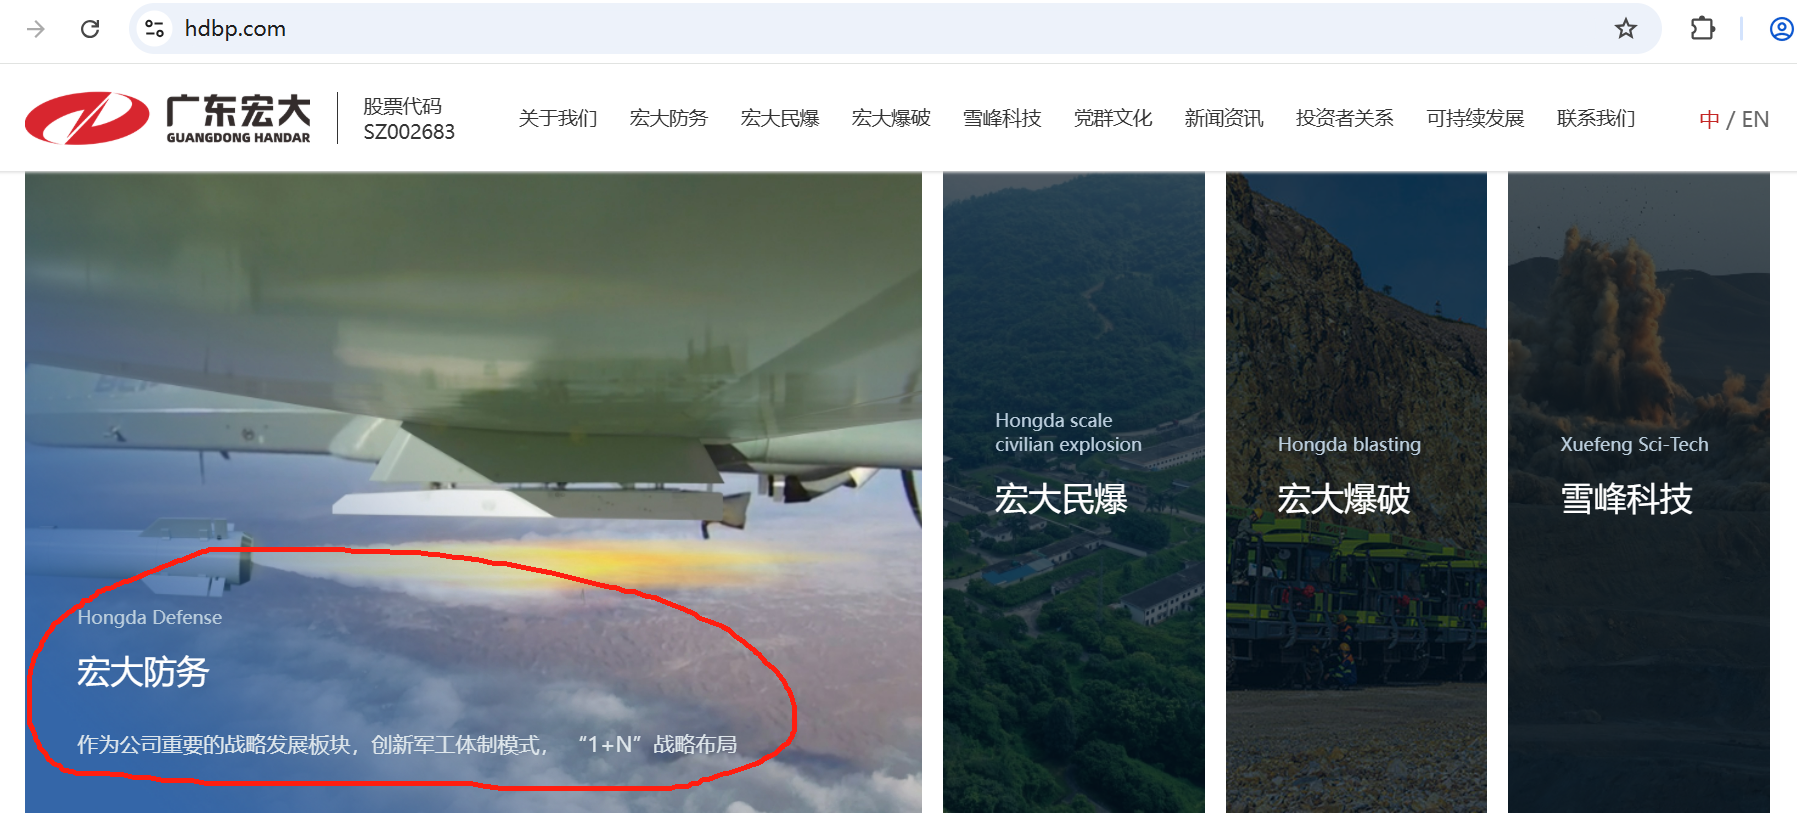 hdbp.com
广东宏大
GUANGDONG HANDAR
股票代码
SZ002683
关于我们
宏大防务
宏大民爆
宏大爆破
雪峰科技
党群文化
新闻资讯
投资者关系
可持续发展
联系我们
中 / EN
Hongda Defense
宏大防务
作为公司重要的战略发展板块，创新军工体制模式， “1+N”战略布局
Hongda scale
civilian explosion
宏大民爆
Hongda blasting
宏大爆破
Xuefeng Sci-Tech
雪峰科技